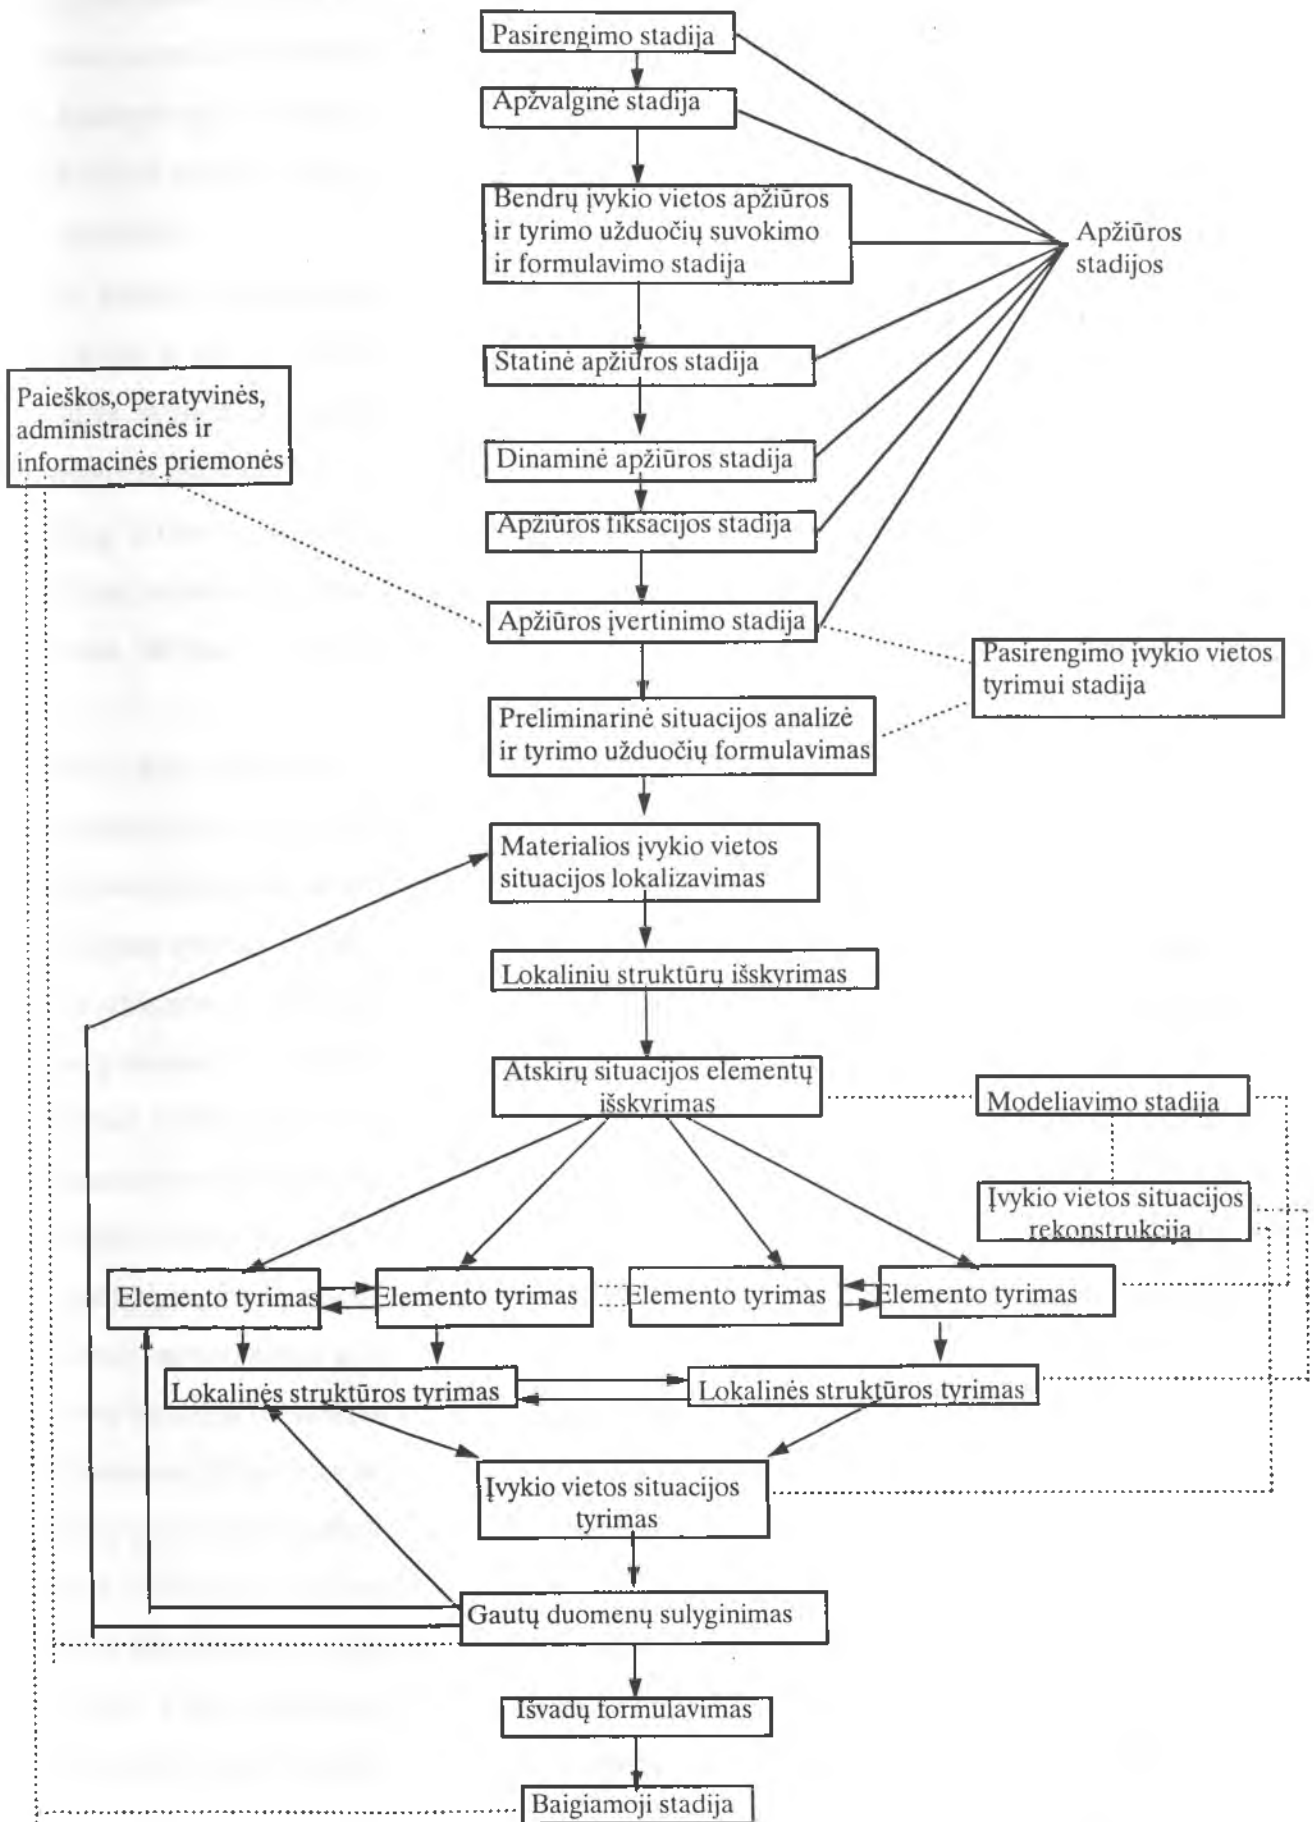 Pasirengimo stadija
Apžvalginė stadija
Bendrų įvykio vietos apžiūros
ir tyrimo užduočių suvokimo
ir formulavimo stadija
Apžiūros
stadijos
Statinė apžiūros stadija
Paieškos,operatyvinės,
administracinės ir
informacinės priemonės
Dinaminė apžiūros stadija
Apžiūros fiksacijos stadija
Apžiūros įvertinimo stadija
Pasirengimo įvykio vietos
tyrimui stadija
Preliminarinė situacijos analizė
ir tyrimo užduočių formulavimas
Materialios įvykio vietos
situacijos lokalizavimas
Lokalinių struktūrų išskyrimas
Atskirų situacijos elementų
išskyrimas
Modeliavimo stadija
Įvykio vietos situacijos
rekonstrukcija
Elemento tyrimas
Elemento tyrimas
Elemento tyrimas
Elemento tyrimas
Lokalinės struktūros tyrimas
Lokalinės struktūros tyrimas
Įvykio vietos situacijos
tyrimas
Gautų duomenų sulyginimas
Išvadų formulavimas
Baigiamoji stadija